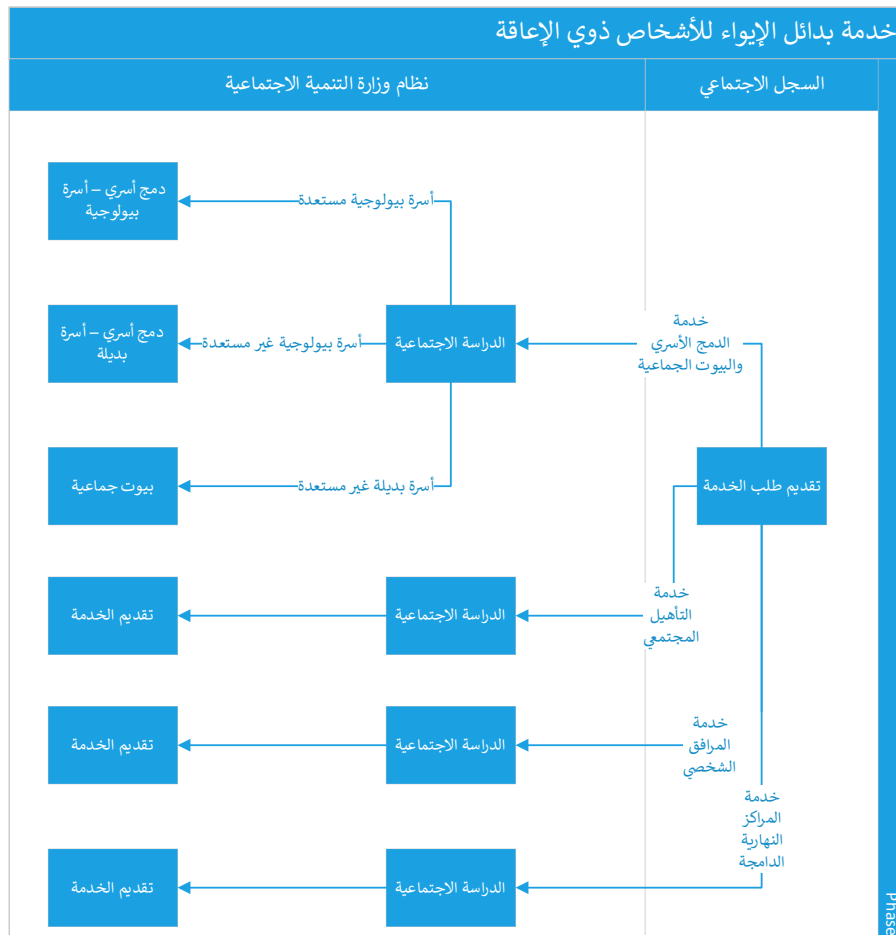 خدمة بدائل الإيواء للأشخاص ذوي الإعاقة
السجل الاجتماعي
نظام وزارة التنمية الاجتماعية
أسرة بيولوجية مستعدة
دمج أسري – أسرة
بيولوجية
خدمة
الدمج الأسري
والبيوت الجماعية
الدراسة الاجتماعية
أسرة بيولوجية غير مستعدة
دمج أسري – أسرة
بديلة
تقديم طلب الخدمة
أسرة بديلة غير مستعدة
بيوت جماعية
خدمة
التأهيل
المجتمعي
الدراسة الاجتماعية
تقديم الخدمة
خدمة
المرافق
الشخصي
الدراسة الاجتماعية
تقديم الخدمة
خدمة
المراكز
النهارية
الدامجة
الدراسة الاجتماعية
تقديم الخدمة
Phase